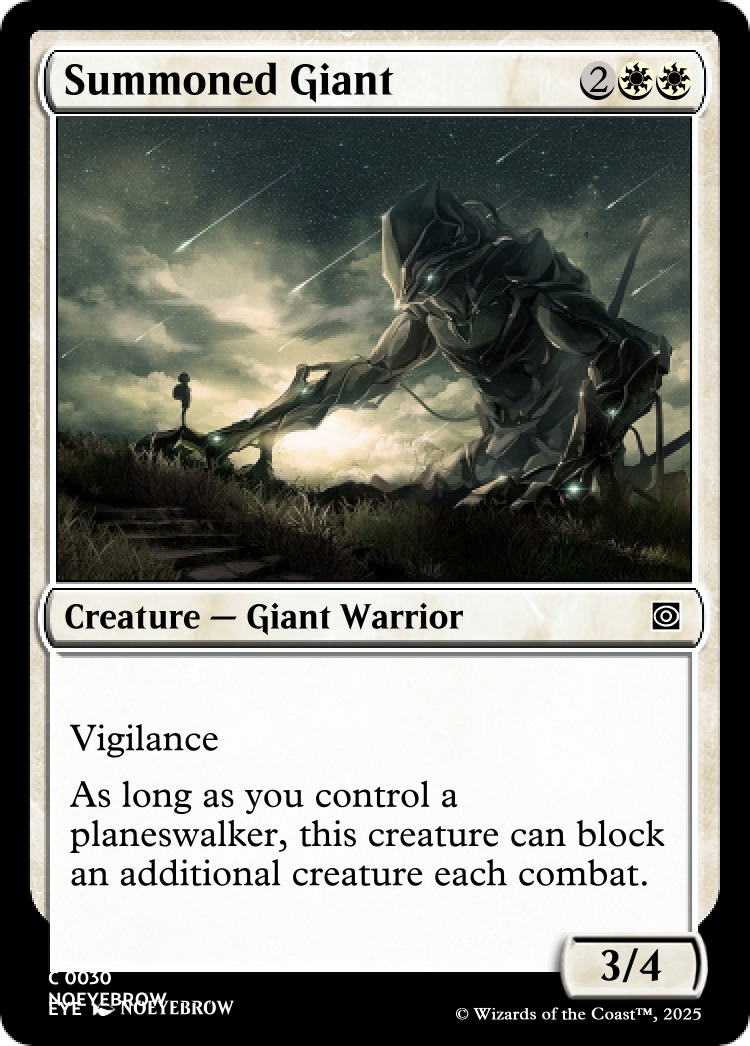 Summoned Giant 2
Creature — Giant Warrior
Vigilance
As long as you control a
planeswalker, this creature can block
an additional creature each combat.
3/4
C 0030
NOEYEBROW
EYE NOEYEBROW
© Wizards of the Coast™, 2025